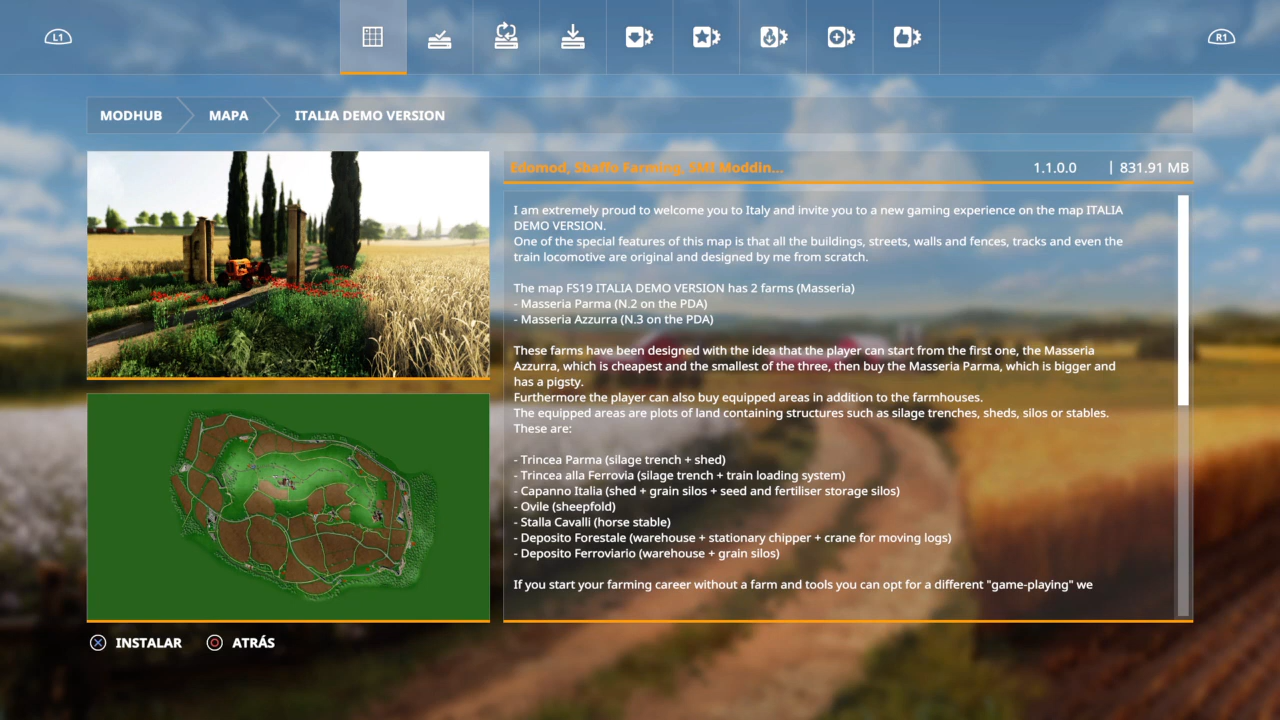 L1
R1
MODHUB
MAPA
ITALIA DEMO VERSION
Edomod, Sbaffo Farming, SMI Moddin...
1.1.0.0
| 831.91 MB
I am extremely proud to welcome you to Italy and invite you to a new gaming experience on the map ITALIA
DEMO VERSION.
One of the special features of this map is that all the buildings, streets, walls and fences, tracks and even the
train locomotive are original and designed by me from scratch.
The map FS19 ITALIA DEMO VERSION has 2 farms (Masseria)
- Masseria Parma (N.2 on the PDA)
- Masseria Azzurra (N.3 on the PDA)
These farms have been designed with the idea that the player can start from the first one, the Masseria
Azzurra, which is cheapest and the smallest of the three, then buy the Masseria Parma, which is bigger and
has a pigsty.
Furthermore the player can also buy equipped areas in addition to the farmhouses.
The equipped areas are plots of land containing structures such as silage trenches, sheds, silos or stables.
These are:
- Trincea Parma (silage trench + shed)
- Trincea alla Ferrovia (silage trench + train loading system)
- Capanno Italia (shed + grain silos + seed and fertiliser storage silos)
- Ovile (sheepfold)
- Stalla Cavalli (horse stable)
- Deposito Forestale (warehouse + stationary chipper + crane for moving logs)
- Deposito Ferroviario (warehouse + grain silos)
If you start your farming career without a farm and tools you can opt for a different "game-playing" we
INSTALAR
ATRÁS